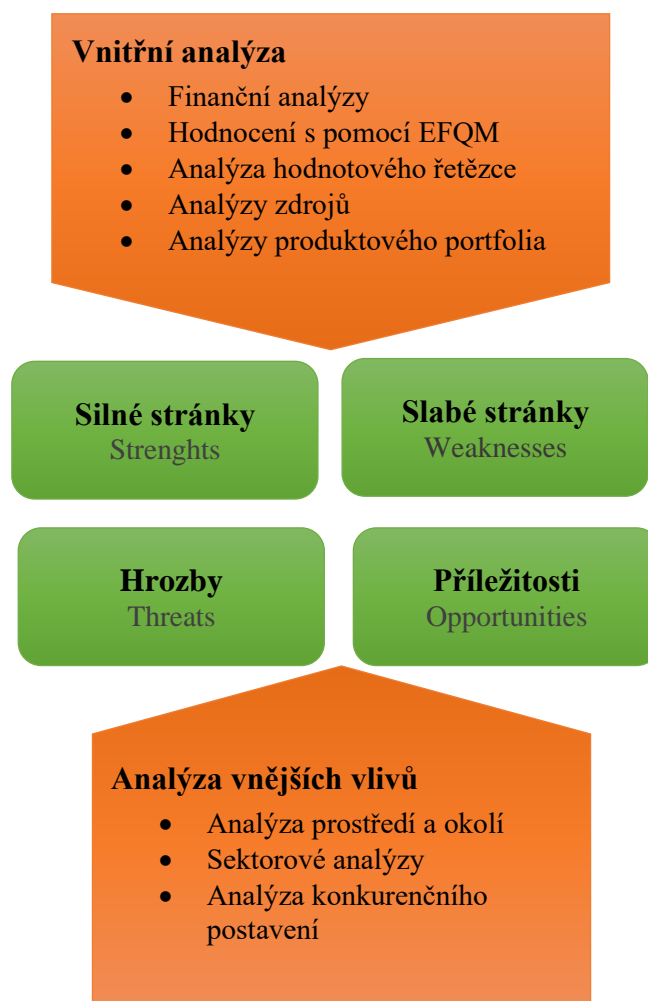 Vnitřní analýza
• Finanční analýzy
• Hodnocení s pomocí EFQM
• Analýza hodnotového řetězce
• Analýzy zdrojů
• Analýzy produktového portfolia
Silné stránky
Strenghts
Slabé stránky
Weaknesses
Hrozby
Threats
Příležitosti
Opportunities
Analýza vnějších vlivů
• Analýza prostředí a okolí
• Sektorové analýzy
• Analýza konkurenčního
postavení